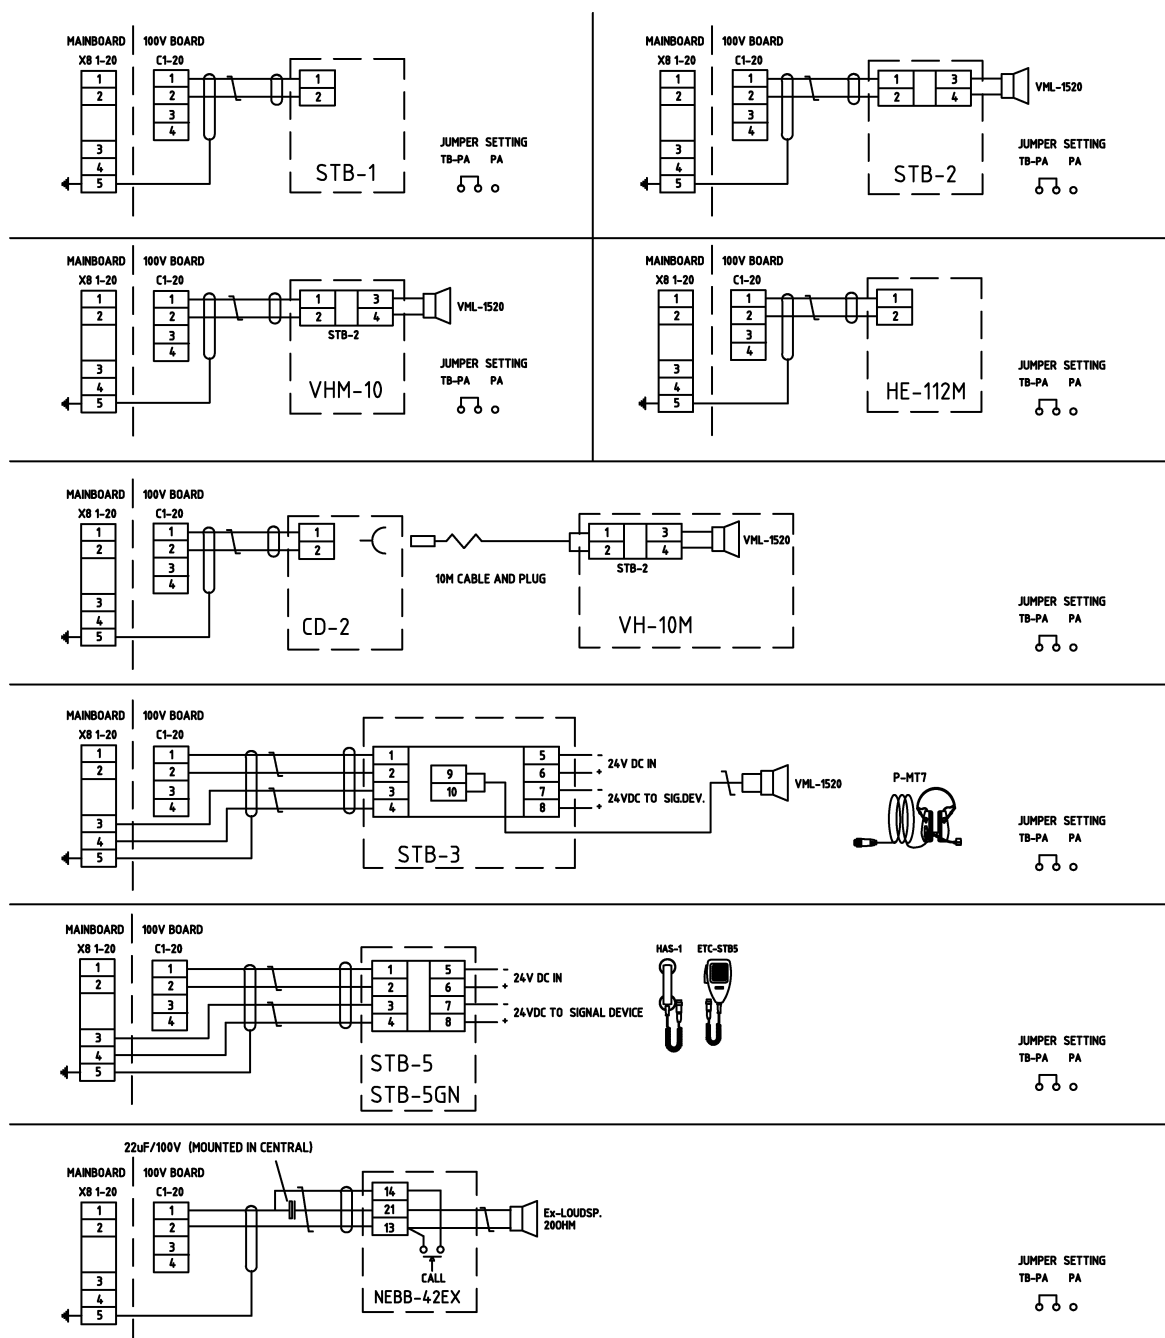 MAINBOARD 100V BOARD
X8 1-20 C1-20
1 1 1
2 2 2
3
4
3
4
5
STB-1
JUMPER SETTING
TB-PA PA
MAINBOARD 100V BOARD
X8 1-20 C1-20
1 1 1 3
2 2 2 4
VML-1520
3
4
3
4
5
STB-2
JUMPER SETTING
TB-PA PA
MAINBOARD 100V BOARD
X8 1-20 C1-20
1 1 1 3
2 2 2 4
VML-1520
STB-2
3
4
3
4
5
VHM-10
JUMPER SETTING
TB-PA PA
MAINBOARD 100V BOARD
X8 1-20 C1-20
1 1 1
2 2 2
3
4
3
4
5
HE-112M
JUMPER SETTING
TB-PA PA
MAINBOARD 100V BOARD
X8 1-20 C1-20
1 1 1 1 3
2 2 2 2 4
VML-1520
STB-2
3
4
10M CABLE AND PLUG
3
4
5
CD-2
VH-10M
JUMPER SETTING
TB-PA PA
MAINBOARD 100V BOARD
X8 1-20 C1-20
1 1 1 5 -
24V DC IN
2 2 2 9 6 +
3 3 10 7 -
24VDC TO SIG.DEV.
4 4 8 +
VML-1520
P-MT7
3
4
5
STB-3
JUMPER SETTING
TB-PA PA
MAINBOARD 100V BOARD
X8 1-20 C1-20
HAS-1 ETC-STB5
1 1 1 5 -
24V DC IN
2 2 2 6 +
3 3 7 -
24VDC TO SIGNAL DEVICE
4 4 8 +
3
4
5
STB-5
STB-5GN
JUMPER SETTING
TB-PA PA
22uF/100V (MOUNTED IN CENTRAL)
MAINBOARD 100V BOARD
X8 1-20 C1-20
14
1 1 21
2 2 13
Ex-LOUDSP.
20OHM
3
4
3
4
5
CALL
NEBB-42EX
JUMPER SETTING
TB-PA PA